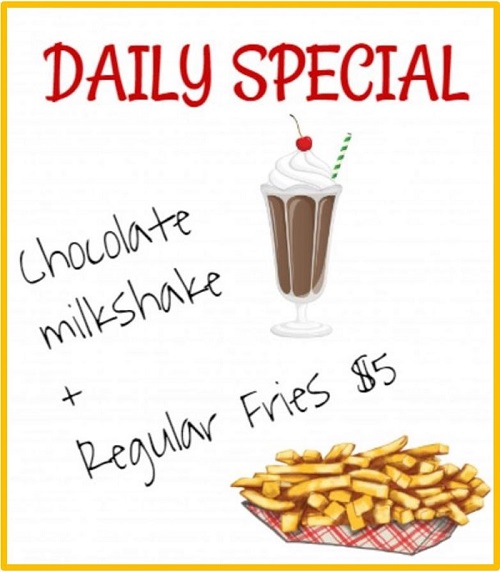 DAILY SPECIAL
Chocolate
milkshake
+
Regular Fries $5